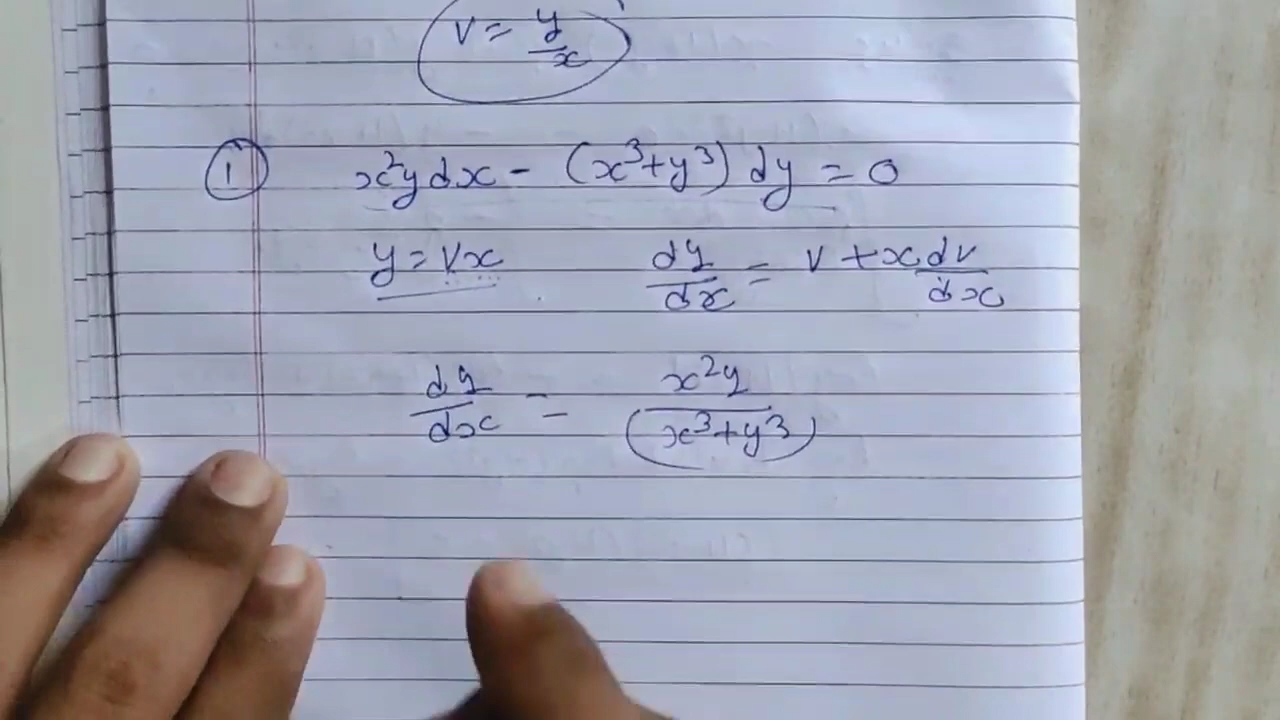 v = y/x
① x²y dx - (x³+y³) dy = 0
y = vx dy/dx = v + x dv/dx
dy/dx = x²y/(x³+y³)